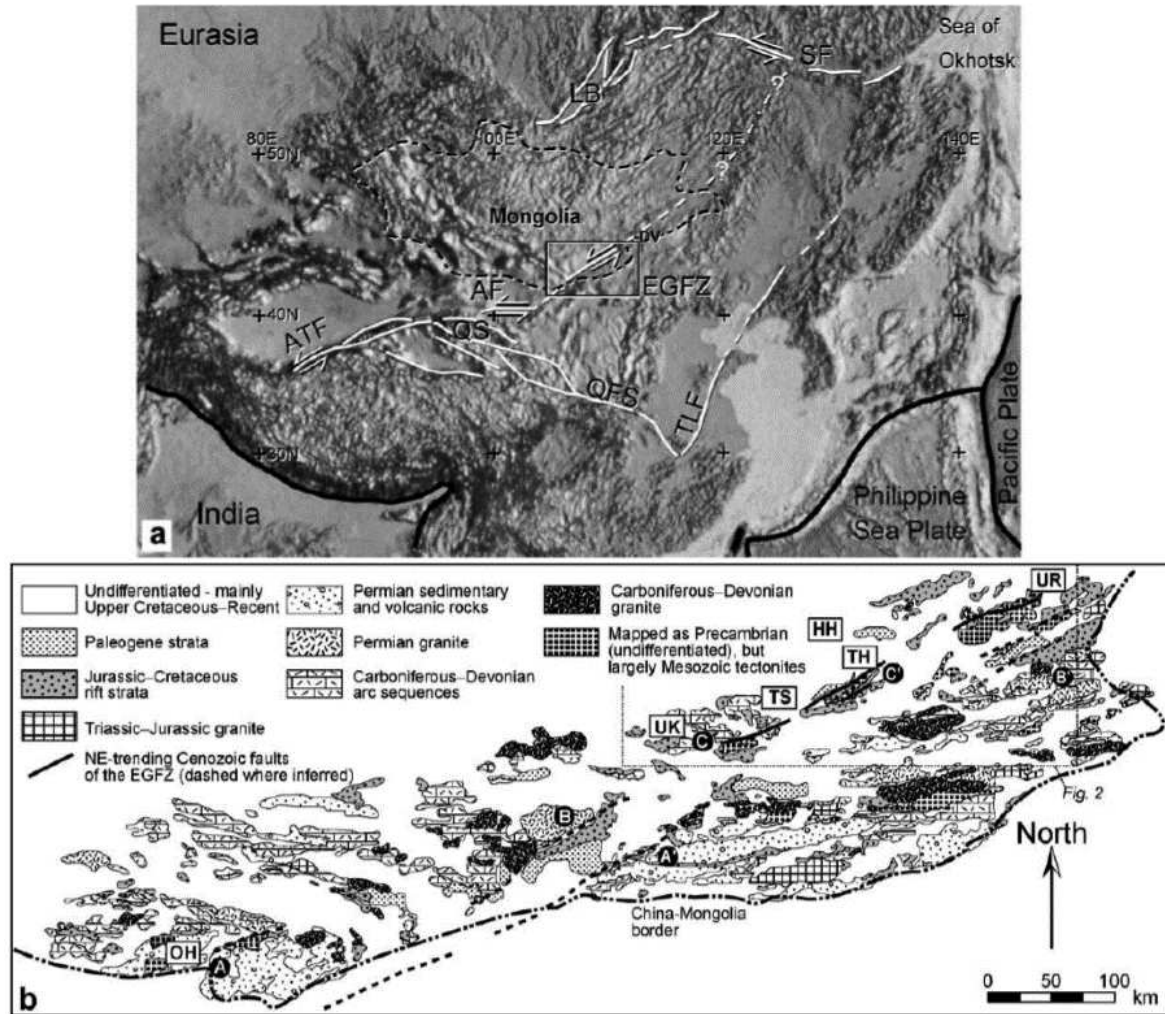 Eurasia
Sea of
Okhotsk
SF
LB
80E
100E
120E
140E
50N
Mongolia
DV
AF
EGFZ
40N
ATF
QS
QFS
TLF
30N
India
Philippine
Sea Plate
Pacific Plate
a
Undifferentiated - mainly
Upper Cretaceous–Recent
Paleogene strata
Jurassic–Cretaceous
rift strata
Triassic–Jurassic granite
NE-trending Cenozoic faults
of the EGFZ (dashed where inferred)
Permian sedimentary
and volcanic rocks
Permian granite
Carboniferous–Devonian
arc sequences
Carboniferous–Devonian
granite
Mapped as Precambrian
(undifferentiated), but
largely Mesozoic tectonites
UR
HH
TH
C'
B'
TS
UK
C
Fig. 2
B
A'
North
China-Mongolia
border
OH
A
b
0 50 100
km